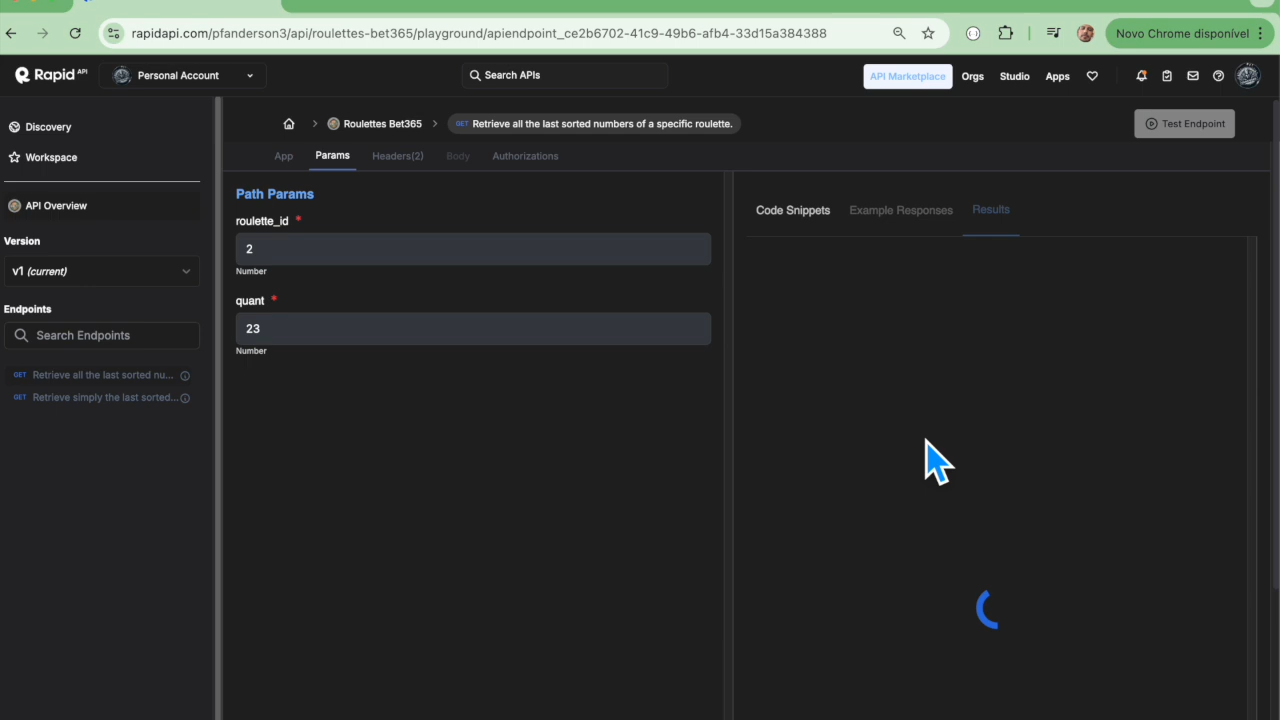 rapidapi.com/pfanderson3/api/roulettes-bet365/playground/apiendpoint_ce2b6702-41c9-49b6-afb4-33d15a384388
Novo Chrome disponível
Rapid API
Personal Account
Search APIs
API Marketplace
Orgs
Studio
Apps
Discovery
Workspace
API Overview
Version
v1 (current)
Endpoints
Search Endpoints
GET Retrieve all the last sorted nu...
GET Retrieve simply the last sorted...
Roulettes Bet365
GET Retrieve all the last sorted numbers of a specific roulette.
Test Endpoint
App
Params
Headers(2)
Body
Authorizations
Path Params
roulette_id *
2
Number
quant *
23
Number
Code Snippets
Example Responses
Results